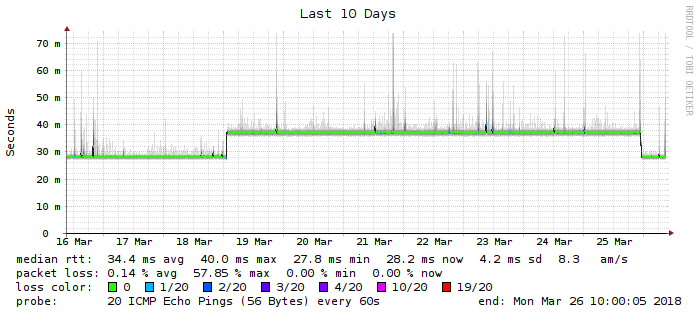 Last 10 Days
RRDTOOL / TOBI OETIKER
Seconds
70 m
60 m
50 m
40 m
30 m
20 m
10 m
0
16 Mar 17 Mar 18 Mar 19 Mar 20 Mar 21 Mar 22 Mar 23 Mar 24 Mar 25 Mar
median rtt: 34.4 ms avg 40.0 ms max 27.8 ms min 28.2 ms now 4.2 ms sd 8.3 am/s
packet loss: 0.14 % avg 57.85 % max 0.00 % min 0.00 % now
loss color: 0 1/20 2/20 3/20 4/20 10/20 19/20
probe: 20 ICMP Echo Pings (56 Bytes) every 60s end: Mon Mar 26 10:00:05 2018